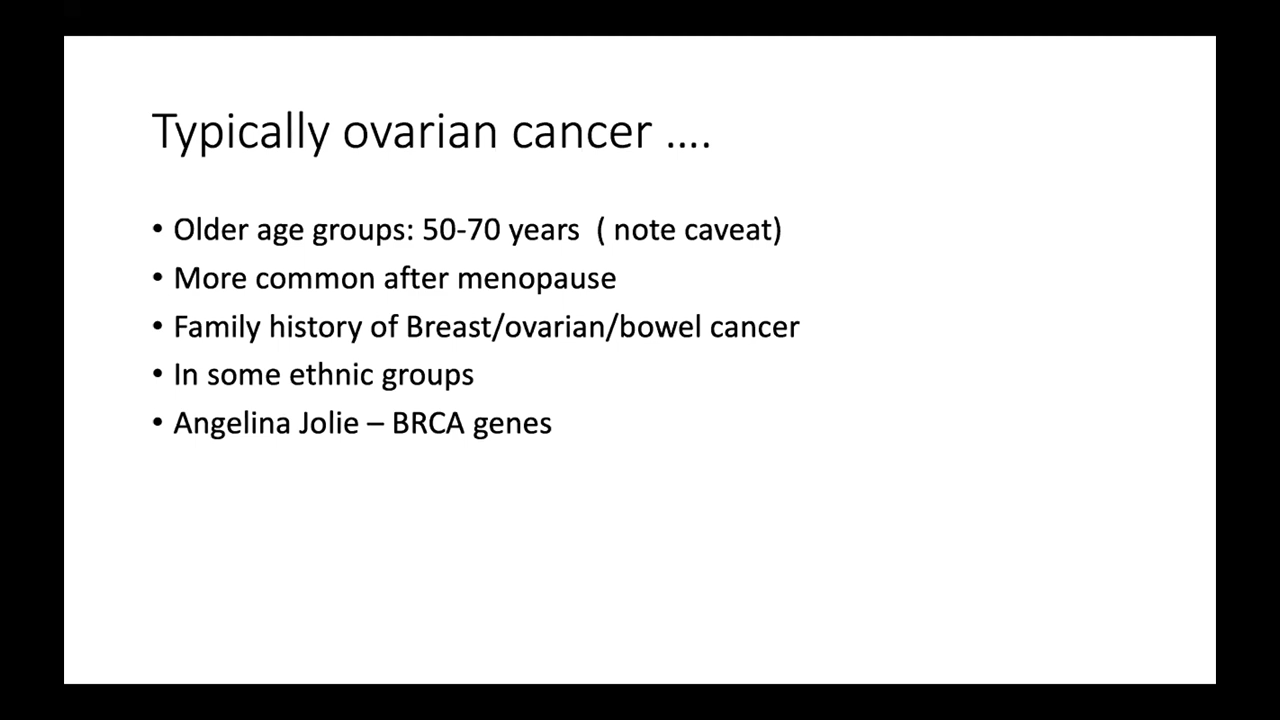 Typically ovarian cancer ....
• Older age groups: 50-70 years  ( note caveat)
• More common after menopause
• Family history of Breast/ovarian/bowel cancer
• In some ethnic groups
• Angelina Jolie – BRCA genes